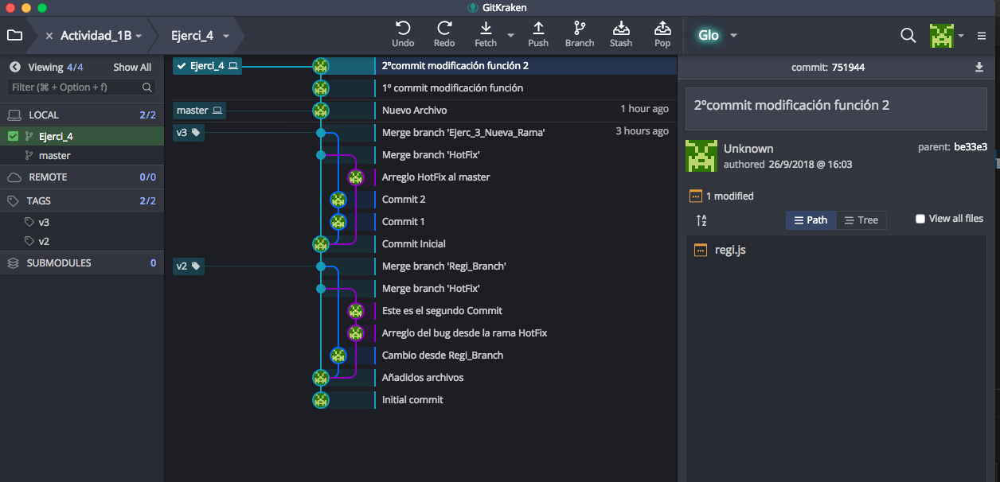 GitKraken
Actividad_1B
Ejerci_4
Undo
Redo
Fetch
Push
Branch
Stash
Pop
Glo
Viewing 4/4
Show All
Filter (⌘ + Option + f)
LOCAL 2/2
Ejerci_4
master
REMOTE 0/0
TAGS 2/2
v3
v2
SUBMODULES 0
Ejerci_4 2ºcommit modificación función 2
1º commit modificación función
master Nuevo Archivo 1 hour ago
v3 Merge branch 'Ejerc_3_Nueva_Rama' 3 hours ago
Merge branch 'HotFix'
Arreglo HotFix al master
Commit 2
Commit 1
Commit Inicial
v2 Merge branch 'Regi_Branch'
Merge branch 'HotFix'
Este es el segundo Commit
Arreglo del bug desde la rama HotFix
Cambio desde Regi_Branch
Añadidos archivos
Initial commit
commit: 751944
2ºcommit modificación función 2
Unknown
parent: be33e3
authored 26/9/2018 @ 16:03
1 modified
AZ
Path
Tree
View all files
regi.js